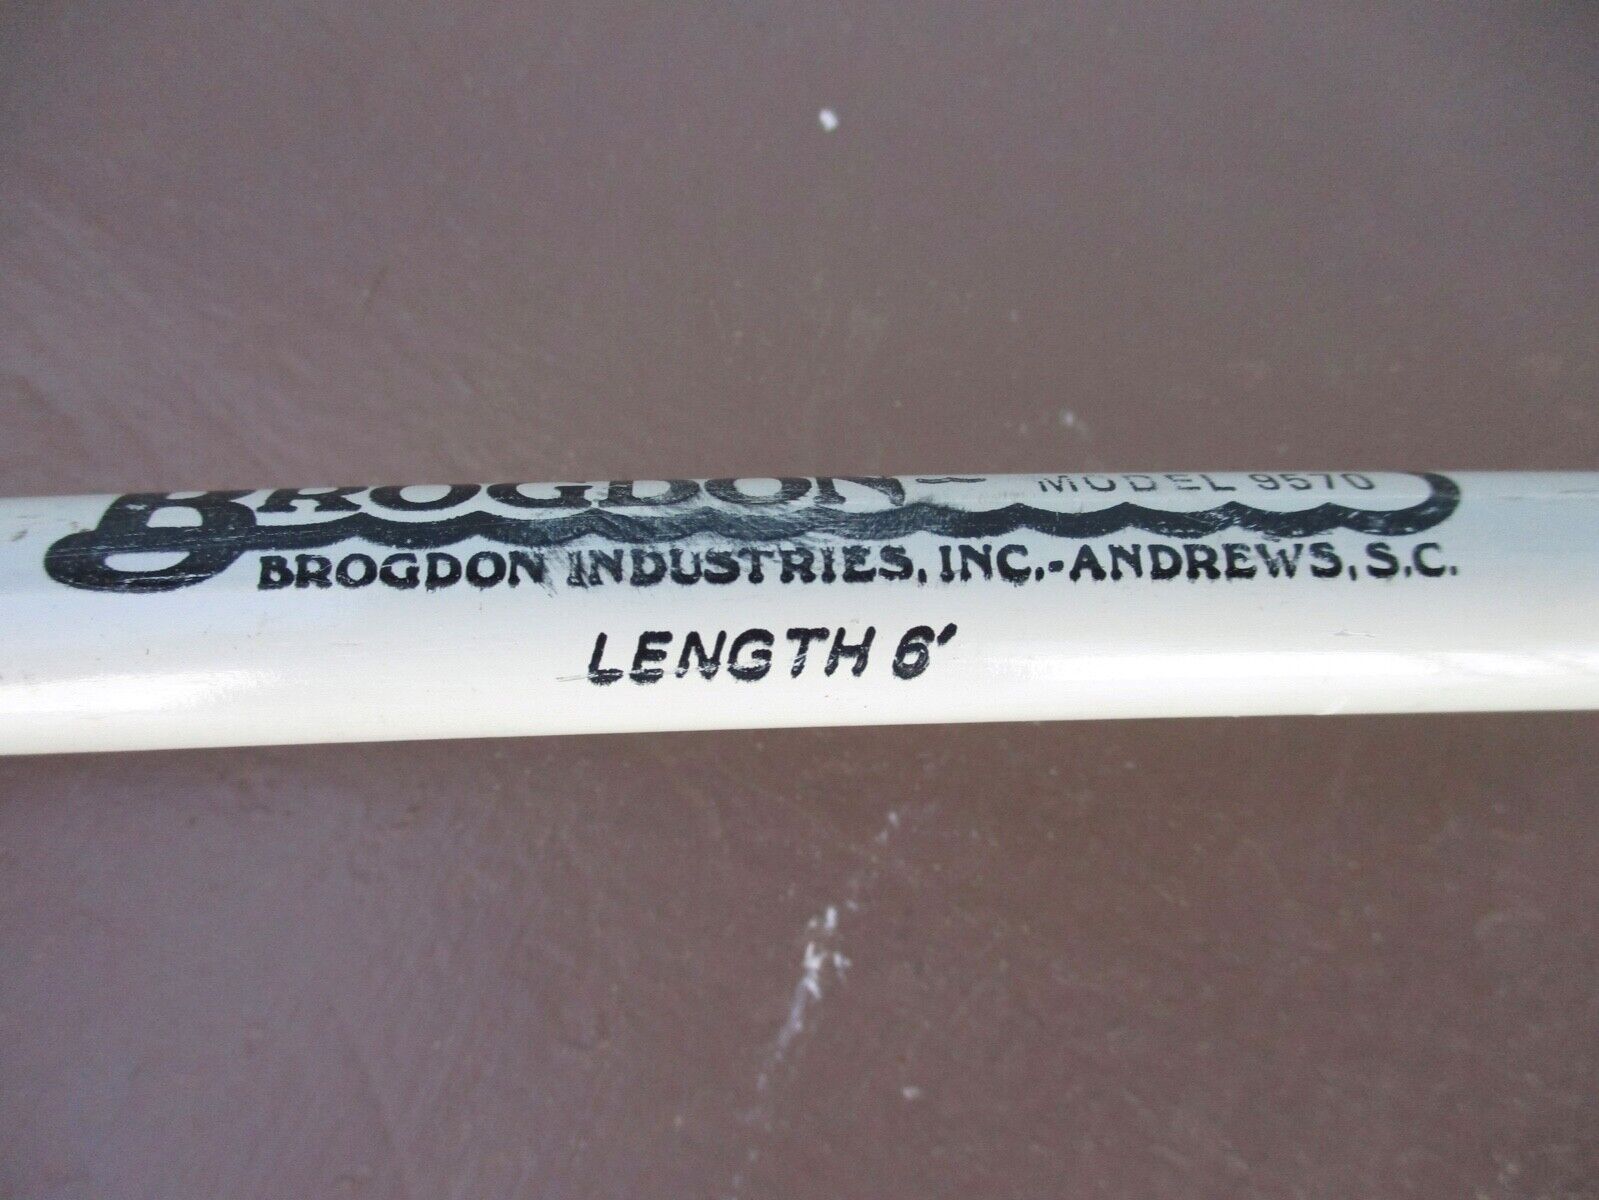 BROGDON MODEL 9570
BROGDON INDUSTRIES, INC.-ANDREWS, S.C.
LENGTH 6'